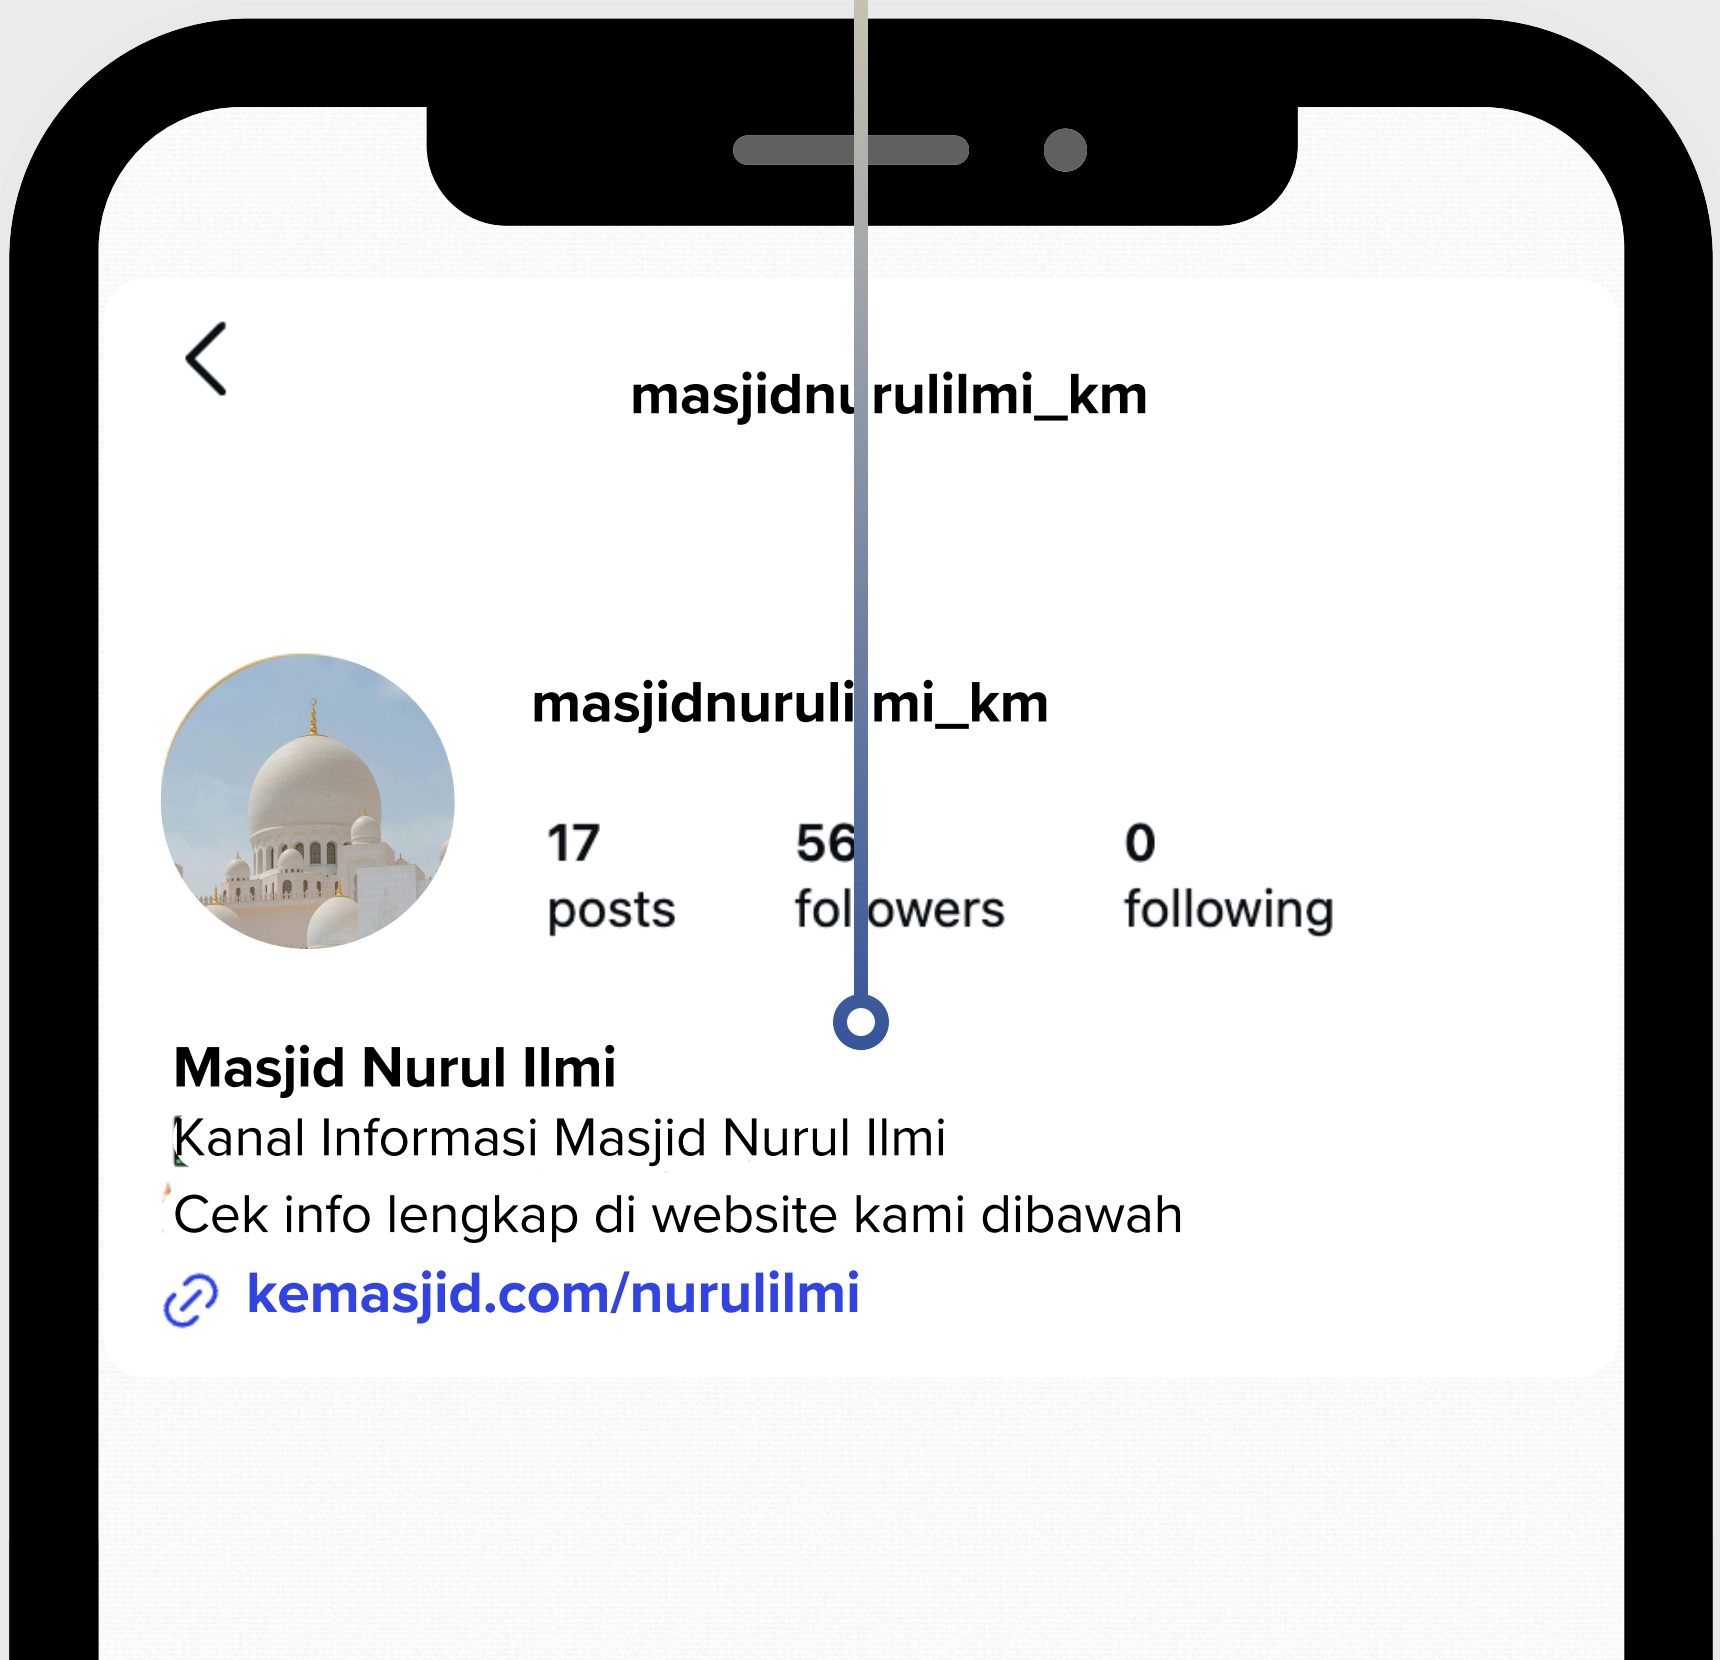 masjidnurulilmi_km
masjidnurulilmi_km
17 56 0
posts followers following
Masjid Nurul Ilmi
Kanal Informasi Masjid Nurul Ilmi
Cek info lengkap di website kami dibawah
kemasjid.com/nurulilmi